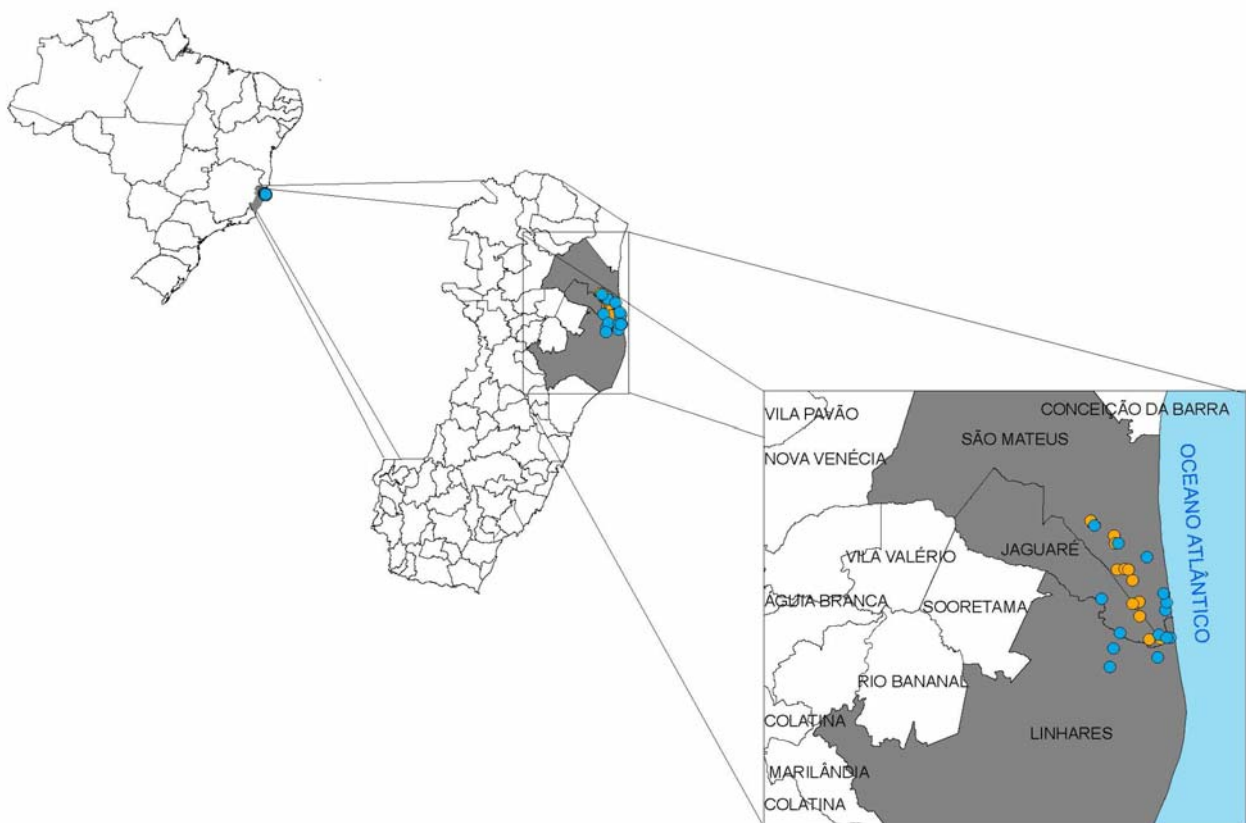 CONCEIÇÃO DA BARRA
VILA PAVÃO
SÃO MATEUS
NOVA VENÉCIA
OCEANO ATLÂNTICO
JAGUARÉ
VILA VALÉRIO
ÁGUIA BRANCA
SOORETAMA
RIO BANANAL
COLATINA
LINHARES
MARILÂNDIA
COLATINA